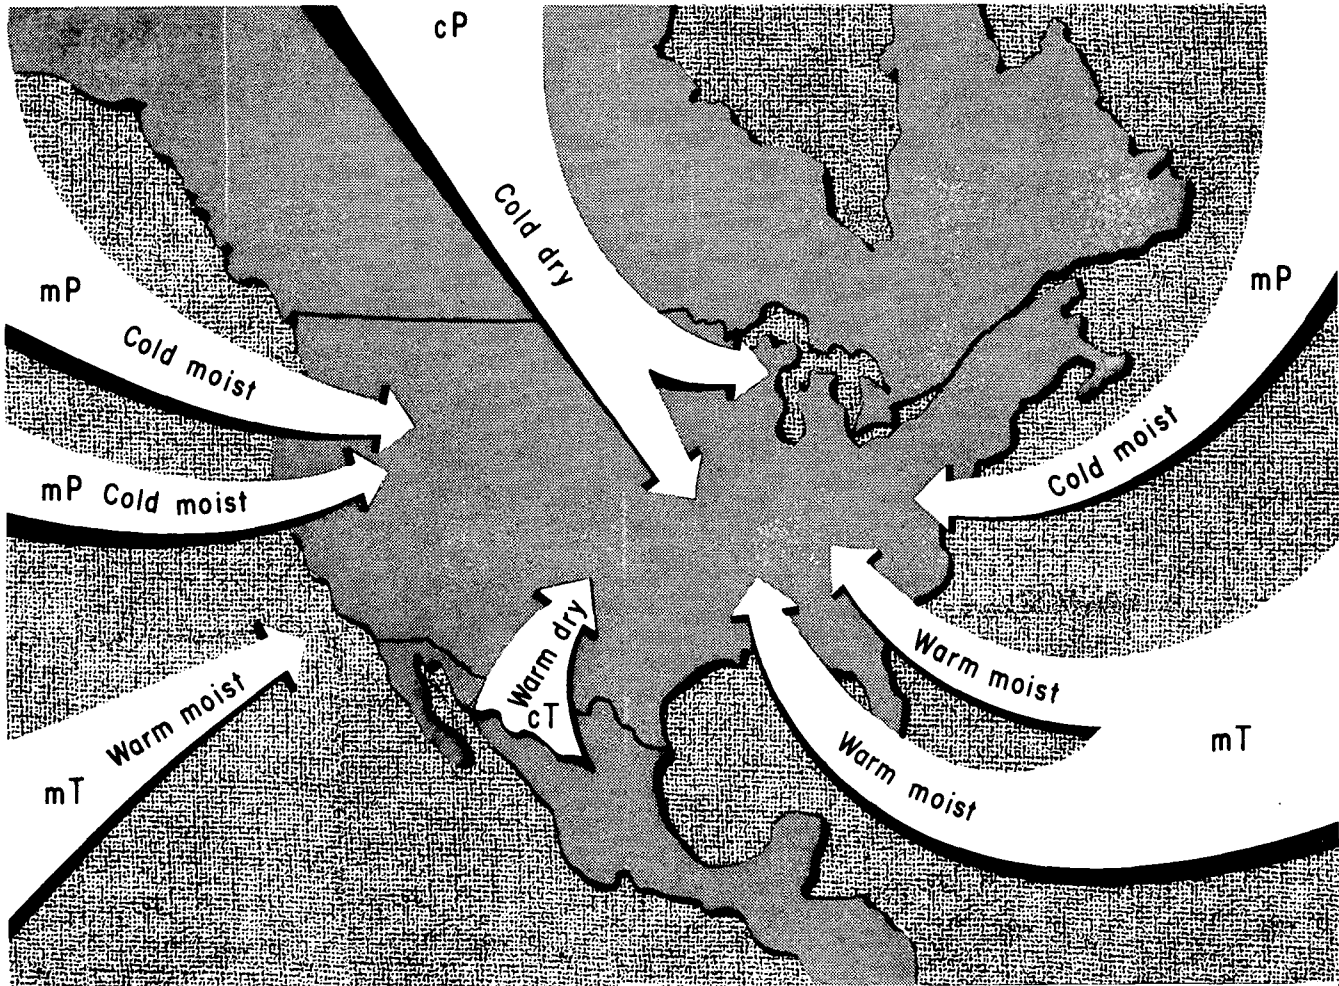 cP
Cold dry
mP
Cold moist
mP
Cold moist
mP Cold moist
Warm moist
mT
Warm dry
cT
Warm moist
Warm moist
mT